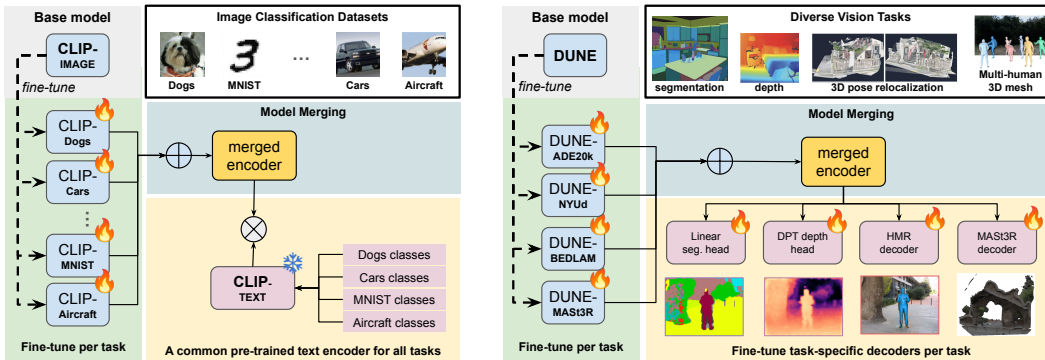 Base model
CLIP-
IMAGE
fine-tune
CLIP-
Dogs
CLIP-
Cars
CLIP-
MNIST
CLIP-
Aircraft
Fine-tune per task
Image Classification Datasets
3
...
Dogs
MNIST
Cars
Aircraft
Model Merging
merged
encoder
CLIP-
TEXT
Dogs classes
Cars classes
MNIST classes
Aircraft classes
A common pre-trained text encoder for all tasks
Base model
DUNE
fine-tune
DUNE-
ADE20k
DUNE-
NYUd
DUNE-
BEDLAM
DUNE-
MASt3R
Fine-tune per task
Diverse Vision Tasks
segmentation
depth
3D pose relocalization
Multi-human
3D mesh
Model Merging
merged
encoder
Linear
seg. head
DPT depth
head
HMR
decoder
MASt3R
decoder
Fine-tune task-specific decoders per task